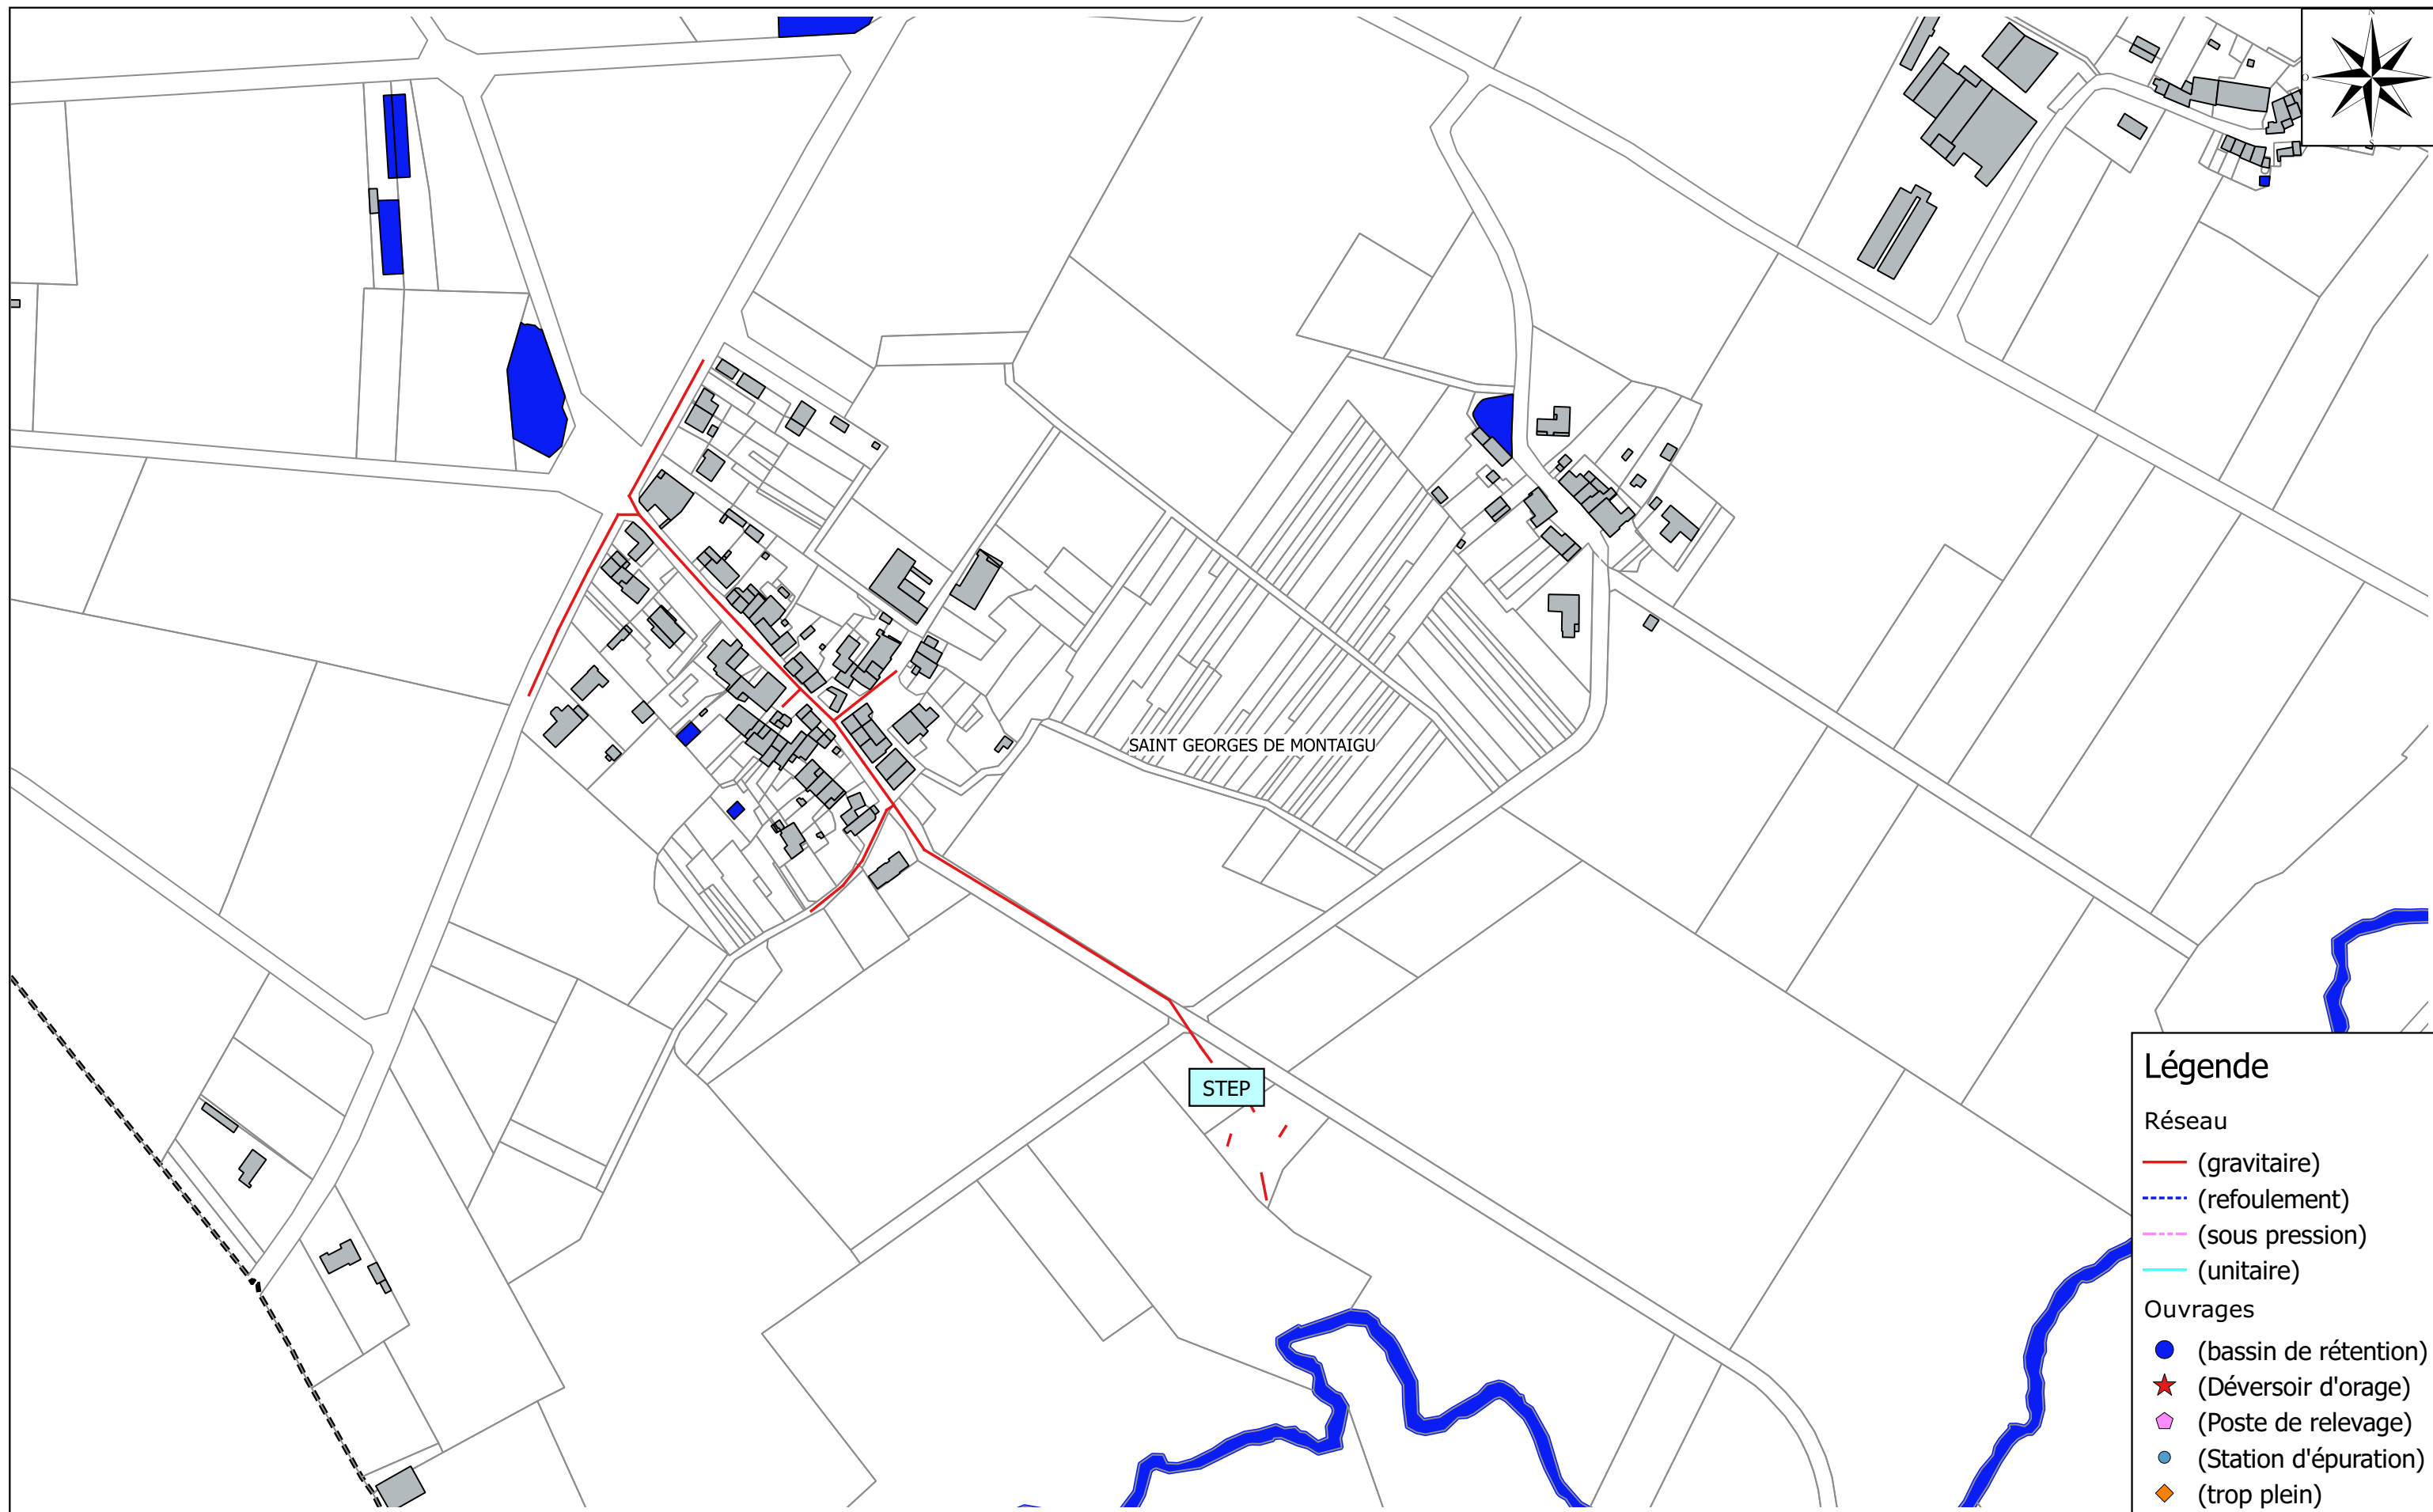 N
O
S
SAINT GEORGES DE MONTAIGU
STEP
Légende
Réseau
(gravitaire)
(refoulement)
(sous pression)
(unitaire)
Ouvrages
(bassin de rétention)
(Déversoir d'orage)
(Poste de relevage)
(Station d'épuration)
(trop plein)